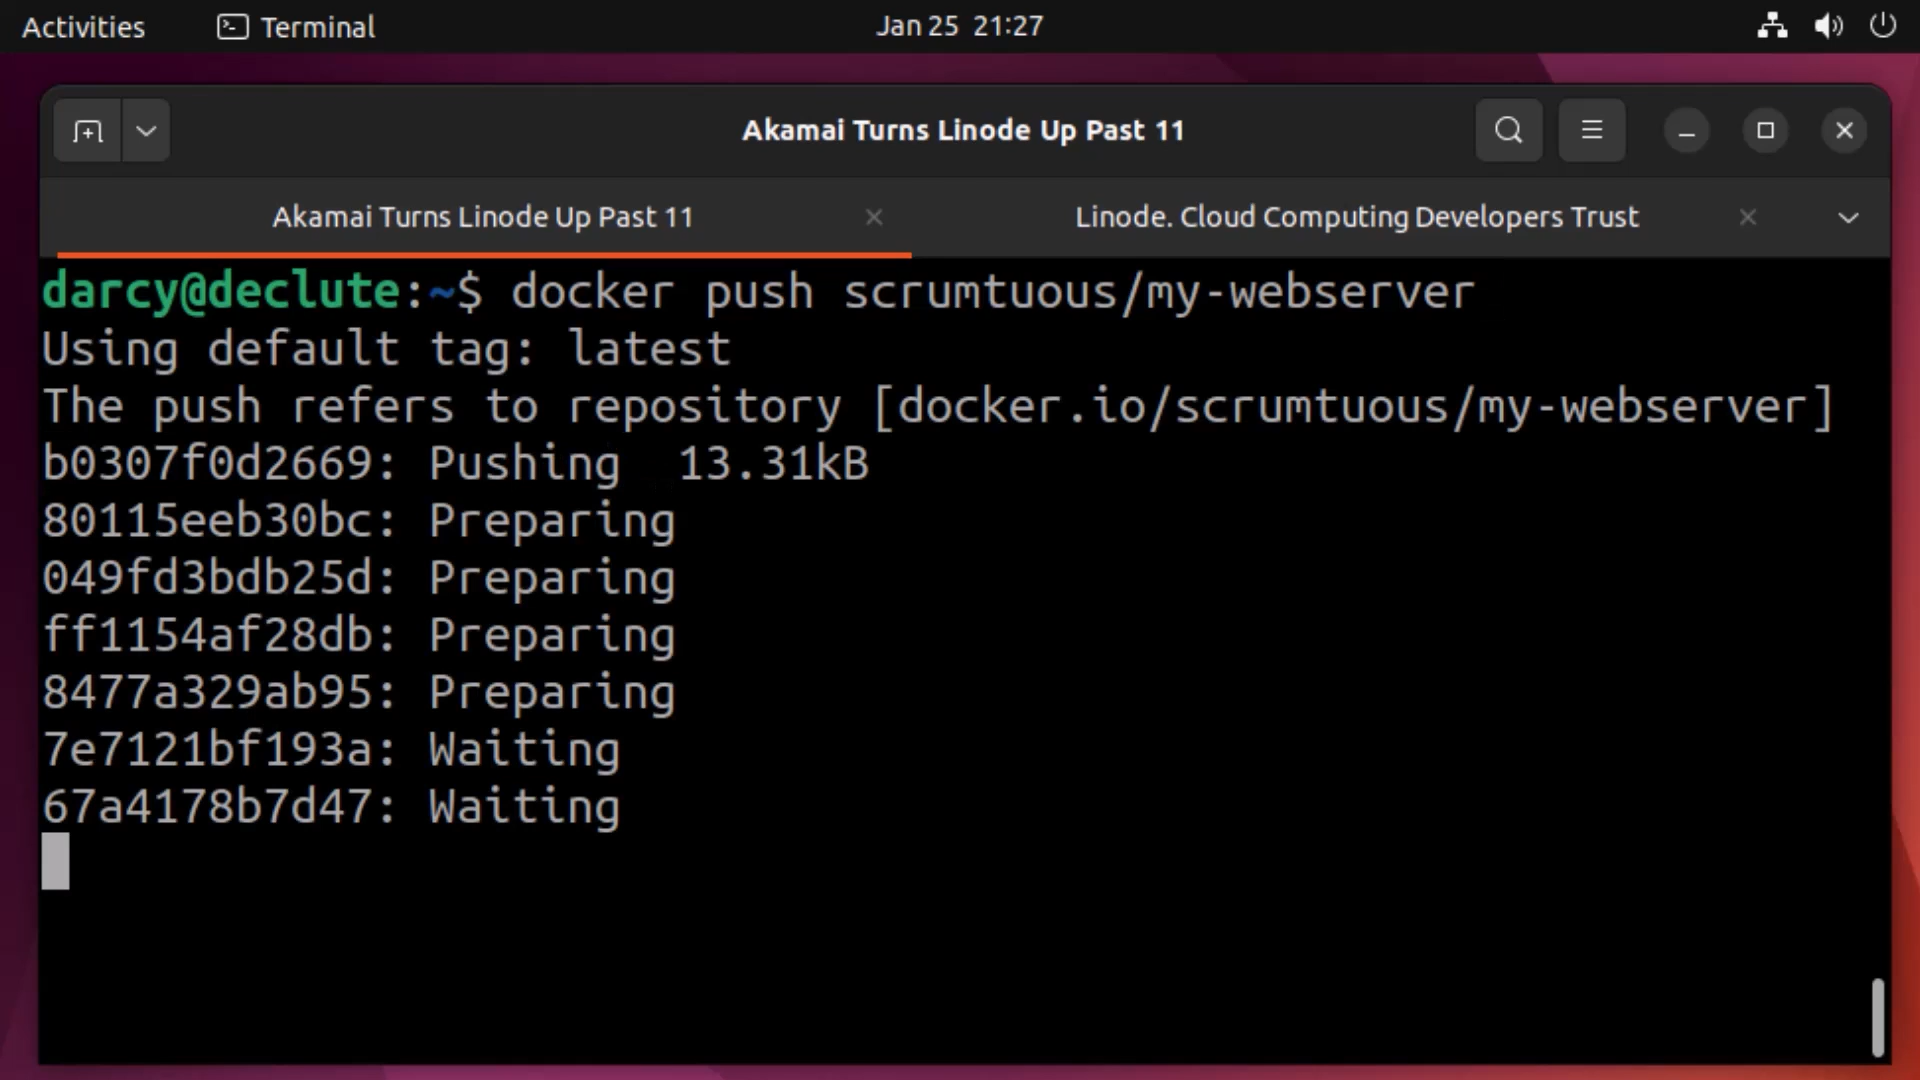 Activities Terminal Jan 25 21:27
Akamai Turns Linode Up Past 11
Akamai Turns Linode Up Past 11 Linode. Cloud Computing Developers Trust
darcy@declute:~$ docker push scrumtuous/my-webserver
Using default tag: latest
The push refers to repository [docker.io/scrumtuous/my-webserver]
b0307f0d2669: Pushing 13.31kB
80115eeb30bc: Preparing
049fd3bdb25d: Preparing
ff1154af28db: Preparing
8477a329ab95: Preparing
7e7121bf193a: Waiting
67a4178b7d47: Waiting